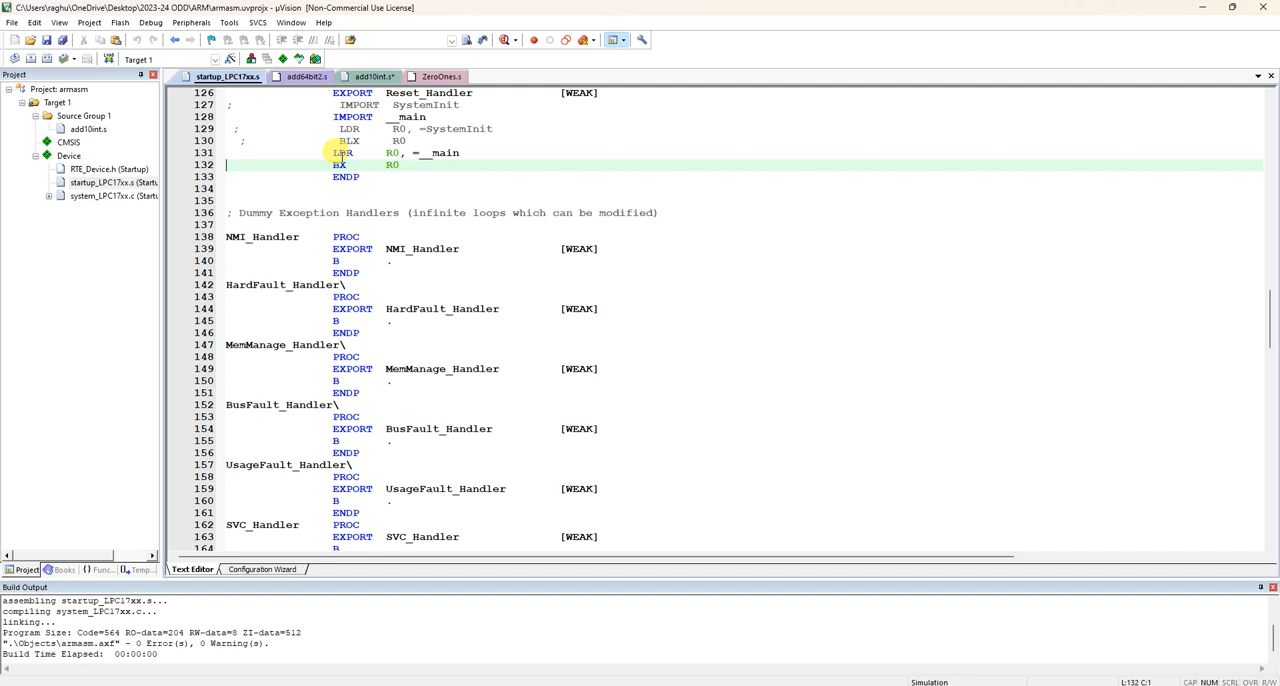 C:\Users\raghu\OneDrive\Desktop\2023-24 ODD\ARM\armasm.uvprojx - µVision [Non-Commercial Use License]
File Edit View Project Flash Debug Peripherals Tools SVCS Window Help
Target 1
Project
startup_LPC17xx.s add64bit2.s add10int.s* ZeroOnes.s
Project: armasm
Target 1
Source Group 1
add10int.s
CMSIS
Device
RTE_Device.h (Startup)
startup_LPC17xx.s (Startu
system_LPC17xx.c (Startu
126 EXPORT Reset_Handler [WEAK]
127 ; IMPORT SystemInit
128 IMPORT __main
129 ; LDR R0, =SystemInit
130 ; BLX R0
131 LDR R0, =__main
132 BX R0
133 ENDP
134
135
136 ; Dummy Exception Handlers (infinite loops which can be modified)
137
138 NMI_Handler PROC
139 EXPORT NMI_Handler [WEAK]
140 B .
141 ENDP
142 HardFault_Handler\
143 PROC
144 EXPORT HardFault_Handler [WEAK]
145 B .
146 ENDP
147 MemManage_Handler\
148 PROC
149 EXPORT MemManage_Handler [WEAK]
150 B .
151 ENDP
152 BusFault_Handler\
153 PROC
154 EXPORT BusFault_Handler [WEAK]
155 B .
156 ENDP
157 UsageFault_Handler\
158 PROC
159 EXPORT UsageFault_Handler [WEAK]
160 B .
161 ENDP
162 SVC_Handler PROC
163 EXPORT SVC_Handler [WEAK]
164 B
Project Books {} Func... Temp...
Text Editor Configuration Wizard
Build Output
assembling startup_LPC17xx.s...
compiling system_LPC17xx.c...
linking...
Program Size: Code=564 RO-data=204 RW-data=8 ZI-data=512
".\Objects\armasm.axf" - 0 Error(s), 0 Warning(s).
Build Time Elapsed: 00:00:00
Simulation L:132 C:1 CAP NUM SCRL OVR R/W